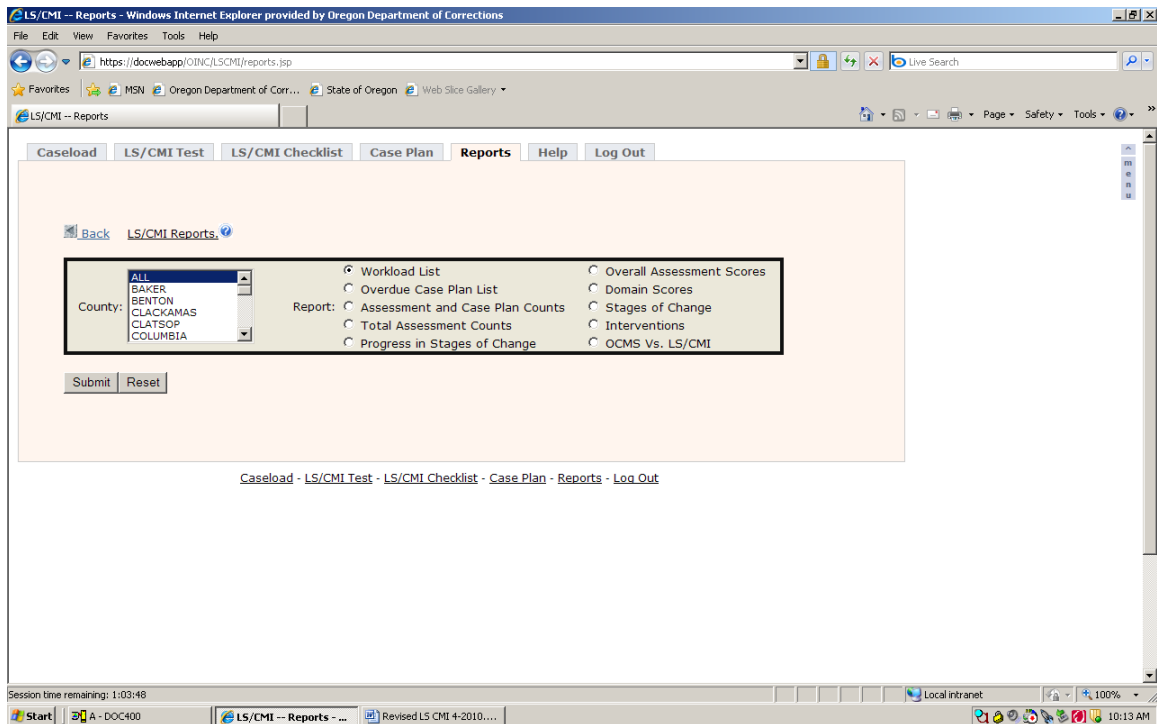 LS/CMI -- Reports - Windows Internet Explorer provided by Oregon Department of Corrections
File Edit View Favorites Tools Help
https://docwebapp/OINC/LSCMI/reports.jsp
Live Search
Favorites MSN Oregon Department of Corr... State of Oregon Web Slice Gallery
LS/CMI -- Reports
Page Safety Tools »
Caseload LS/CMI Test LS/CMI Checklist Case Plan Reports Help Log Out
^ menu
Back LS/CMI Reports.
County:
ALL
BAKER
BENTON
CLACKAMAS
CLATSOP
COLUMBIA
Report:
Workload List
Overdue Case Plan List
Assessment and Case Plan Counts
Total Assessment Counts
Progress in Stages of Change
Overall Assessment Scores
Domain Scores
Stages of Change
Interventions
OCMS Vs. LS/CMI
Submit Reset
Caseload - LS/CMI Test - LS/CMI Checklist - Case Plan - Reports - Log Out
Session time remaining: 1:03:48 Local intranet 100%
Start A - DOC400 LS/CMI -- Reports - ... Revised LS CMI 4-2010.... 10:13 AM